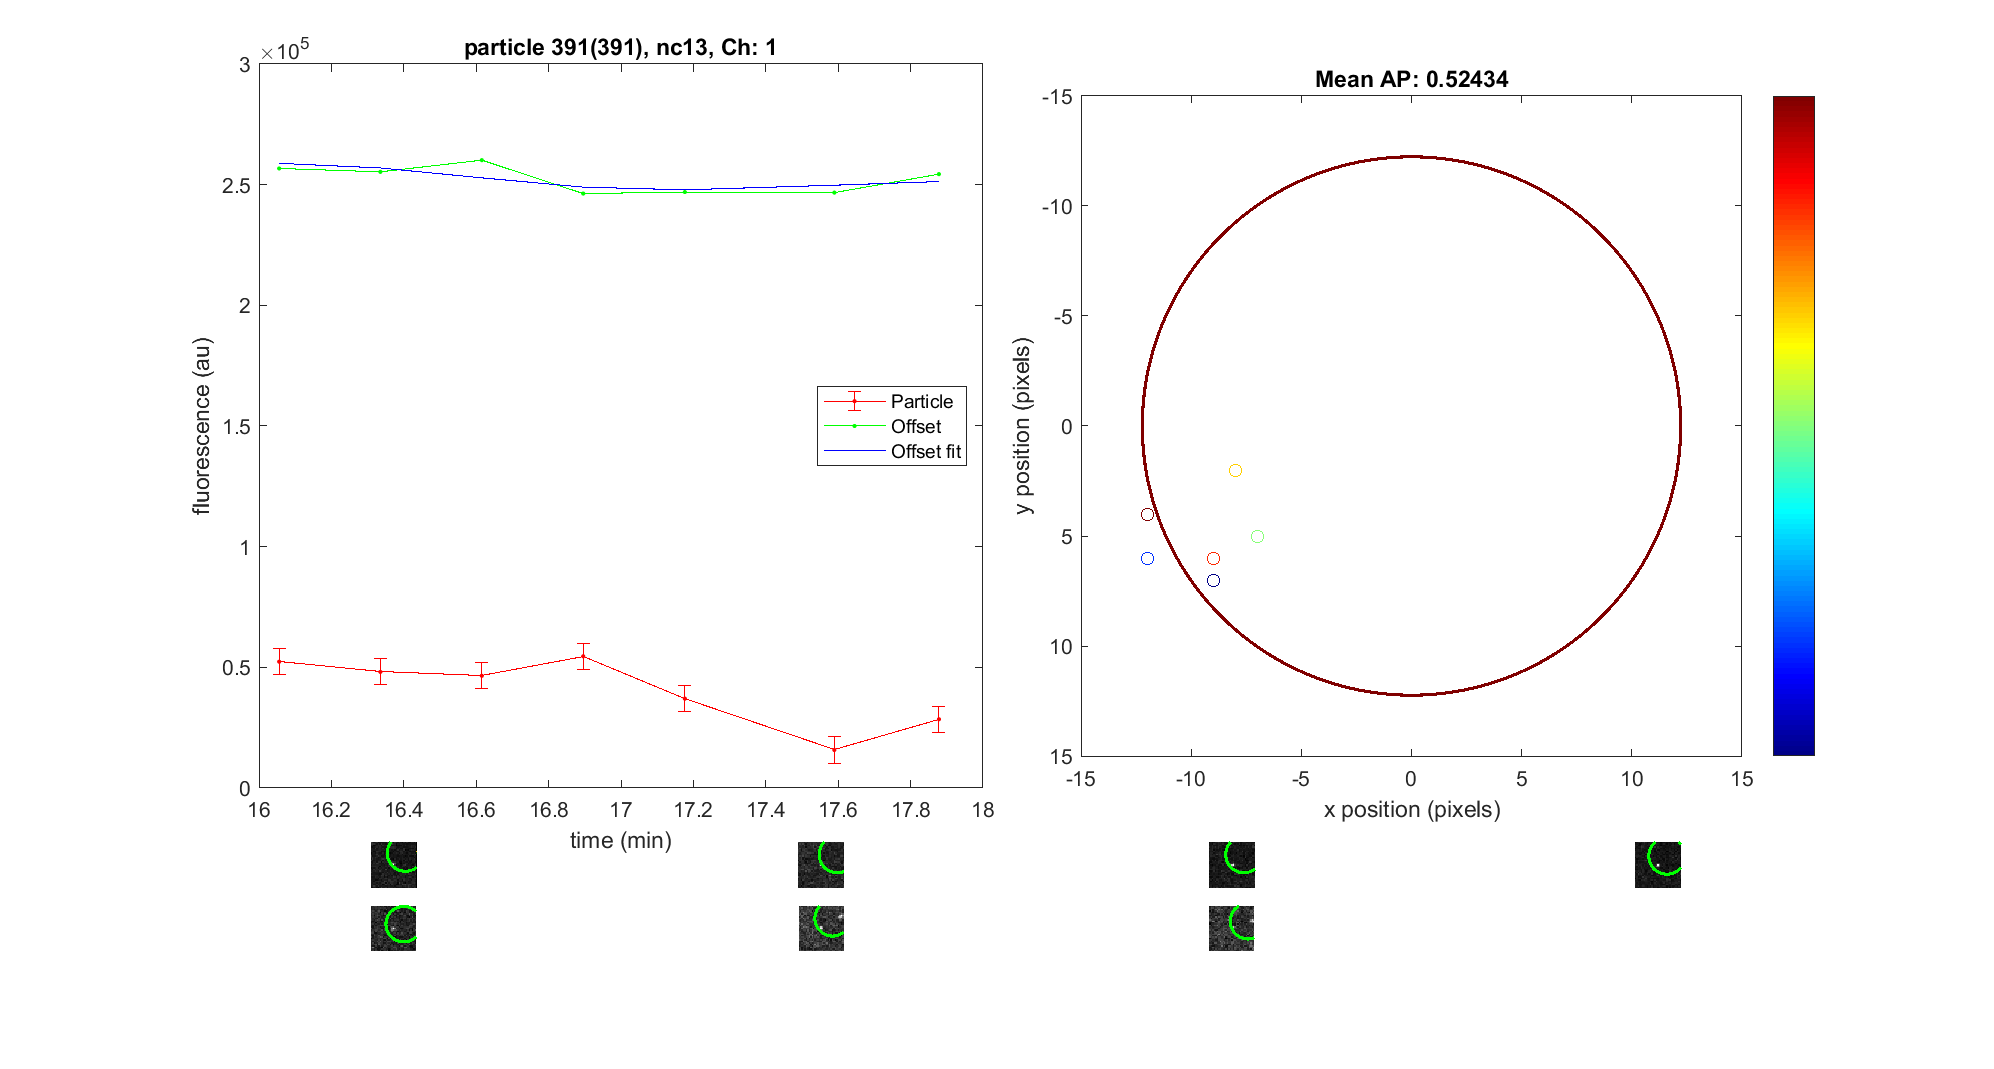 particle 391(391), nc13, Ch: 1
×10^5
3
2.5
2
1.5
1
0.5
0
fluorescence (au)
16 16.2 16.4 16.6 16.8 17 17.2 17.4 17.6 17.8 18
time (min)
Particle
Offset
Offset fit
Mean AP: 0.52434
-15
-10
-5
0
5
10
15
y position (pixels)
-15 -10 -5 0 5 10 15
x position (pixels)